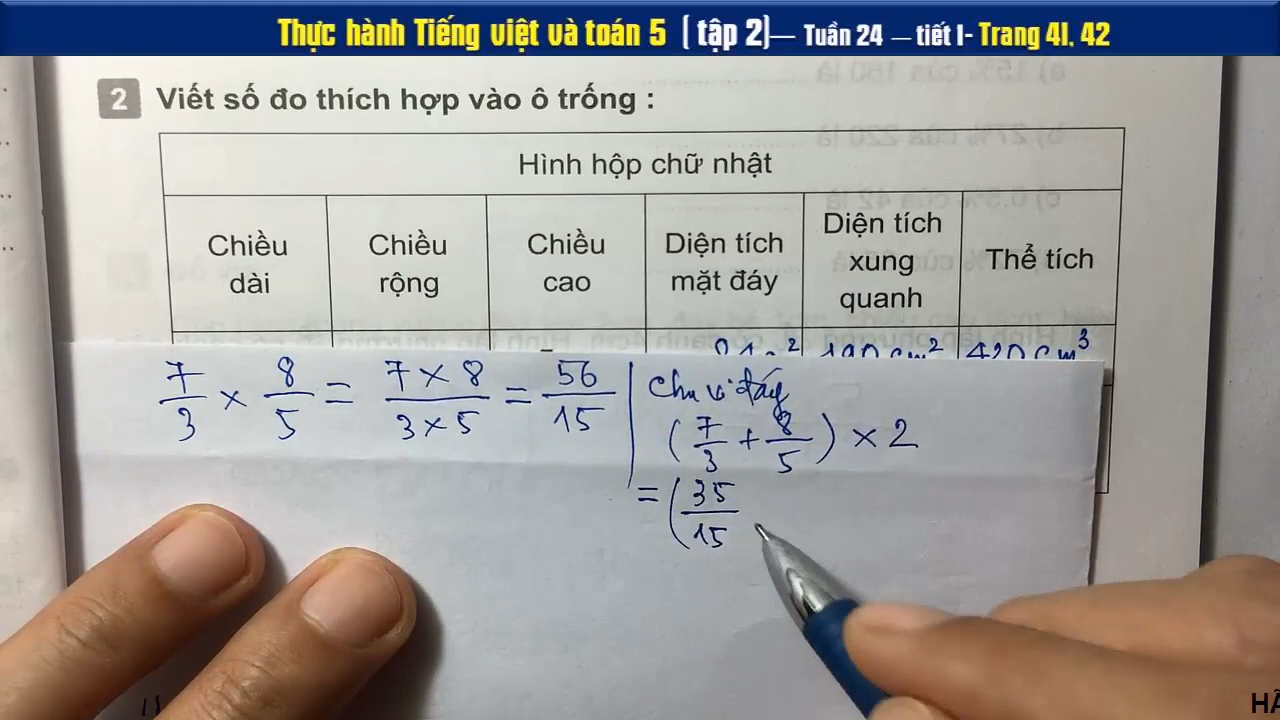 Thực hành Tiếng việt và toán 5 ( tập 2)— Tuần 24 — tiết 1- Trang 41, 42
2 Viết số đo thích hợp vào ô trống :
Hình hộp chữ nhật
Chiều dài
Chiều rộng
Chiều cao
Diện tích mặt đáy
Diện tích xung quanh
Thể tích
420 cm³
7/3 × 8/5 = 7 × 8 / 3 × 5 = 56/15
Chu vi đáy
(7/3 + 8/5) × 2
= (35/15